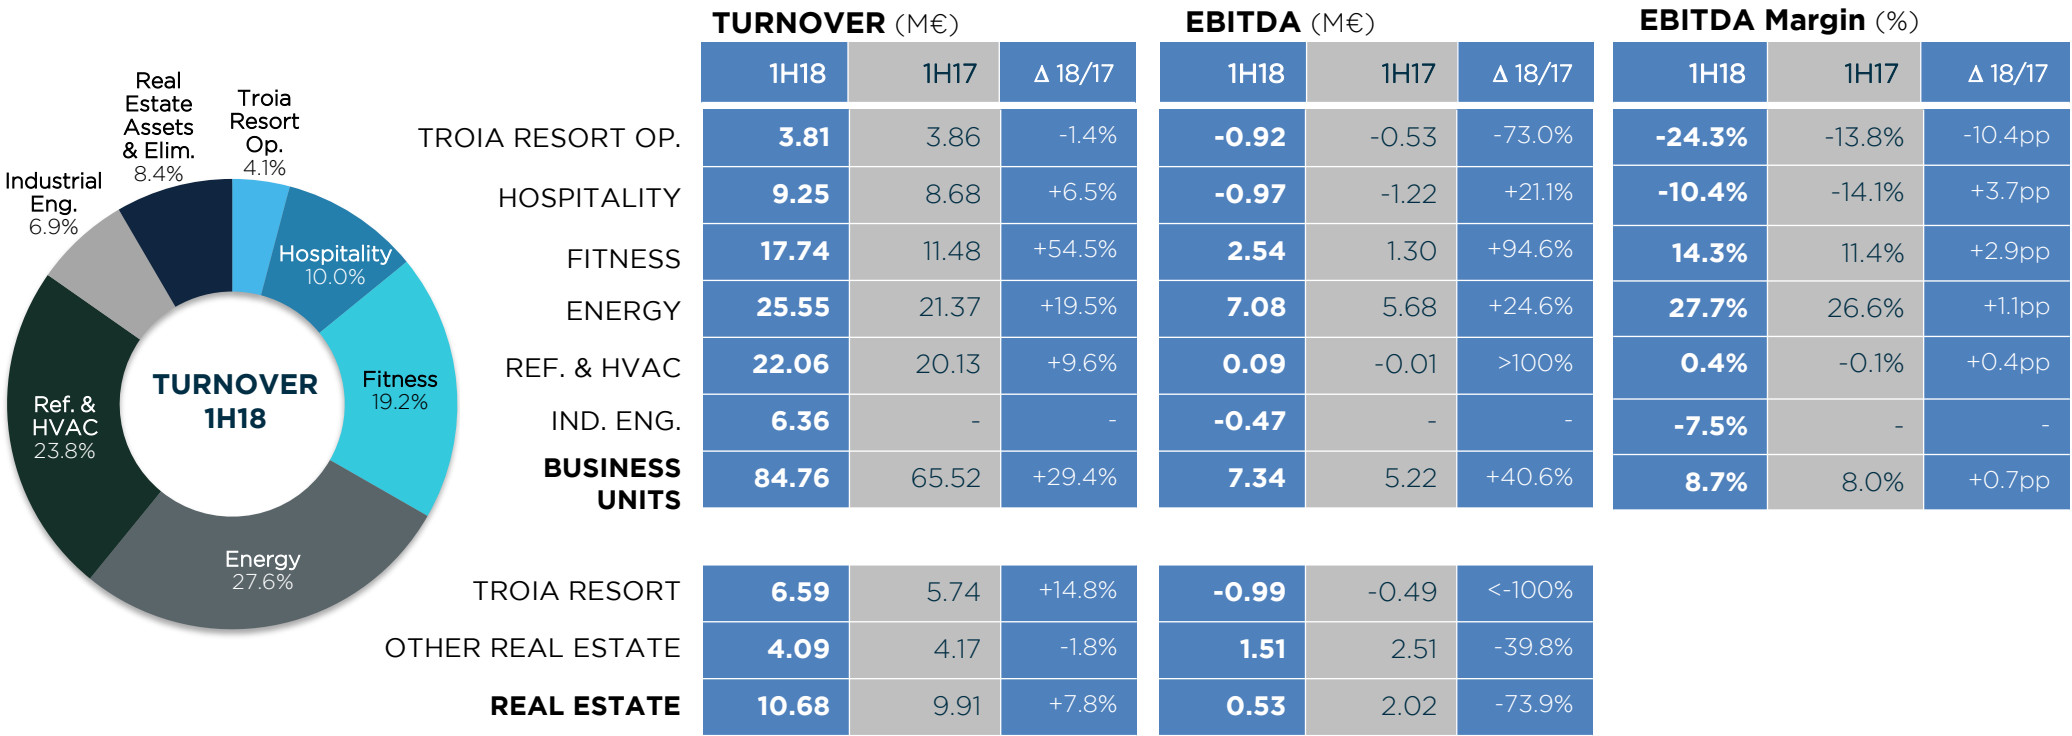 TURNOVER (M€) EBITDA (M€) EBITDA Margin (%)
1H18 1H17 Δ 18/17 1H18 1H17 Δ 18/17 1H18 1H17 Δ 18/17
TROIA RESORT OP. 3.81 3.86 -1.4% -0.92 -0.53 -73.0% -24.3% -13.8% -10.4pp
HOSPITALITY 9.25 8.68 +6.5% -0.97 -1.22 +21.1% -10.4% -14.1% +3.7pp
FITNESS 17.74 11.48 +54.5% 2.54 1.30 +94.6% 14.3% 11.4% +2.9pp
ENERGY 25.55 21.37 +19.5% 7.08 5.68 +24.6% 27.7% 26.6% +1.1pp
REF. & HVAC 22.06 20.13 +9.6% 0.09 -0.01 >100% 0.4% -0.1% +0.4pp
IND. ENG. 6.36 - - -0.47 - - -7.5% - -
BUSINESS
UNITS 84.76 65.52 +29.4% 7.34 5.22 +40.6% 8.7% 8.0% +0.7pp
TROIA RESORT 6.59 5.74 +14.8% -0.99 -0.49 <-100%
OTHER REAL ESTATE 4.09 4.17 -1.8% 1.51 2.51 -39.8%
REAL ESTATE 10.68 9.91 +7.8% 0.53 2.02 -73.9%
Real
Estate
Assets
& Elim.
8.4%
Troia
Resort
Op.
4.1%
Industrial
Eng.
6.9%
Hospitality
10.0%
Fitness
19.2%
Ref. &
HVAC
23.8%
Energy
27.6%
TURNOVER
1H18